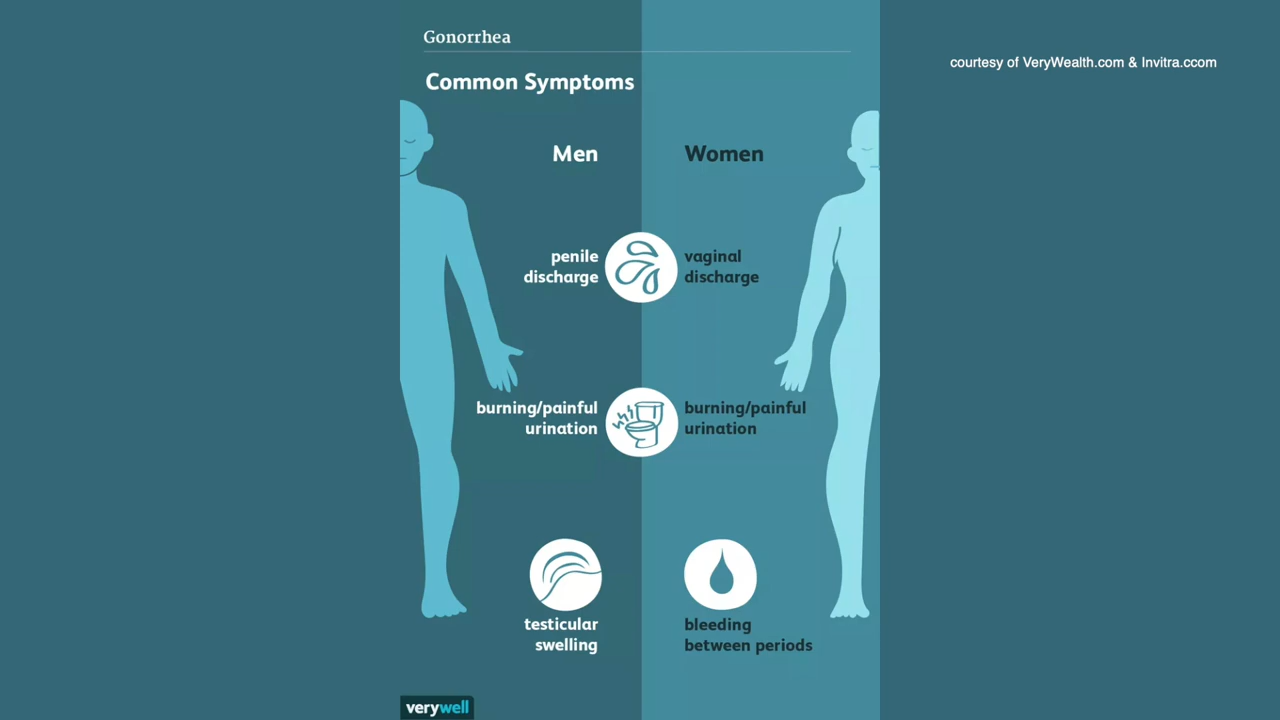 Gonorrhea
courtesy of VeryWealth.com & Invitra.ccom
Common Symptoms
Men
Women
penile
discharge
vaginal
discharge
burning/painful
urination
burning/painful
urination
testicular
swelling
bleeding
between periods
verywell